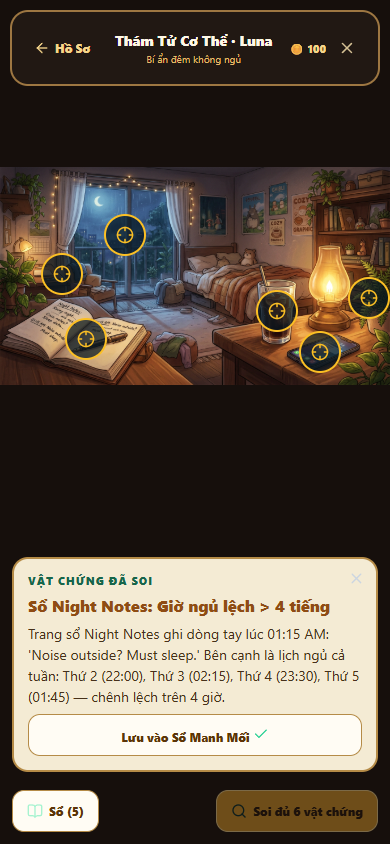 Hồ Sơ
Thám Tử Cơ Thể · Luna
Bí ẩn đêm không ngủ
100
COZY
VẬT CHỨNG ĐÃ SOI
Sổ Night Notes: Giờ ngủ lệch > 4 tiếng
Trang sổ Night Notes ghi dòng tay lúc 01:15 AM:
'Noise outside? Must sleep.' Bên cạnh là lịch ngủ cả
tuần: Thứ 2 (22:00), Thứ 3 (02:15), Thứ 4 (23:30), Thứ 5
(01:45) — chênh lệch trên 4 giờ.
Lưu vào Sổ Manh Mối
Sổ (5)
Soi đủ 6 vật chứng